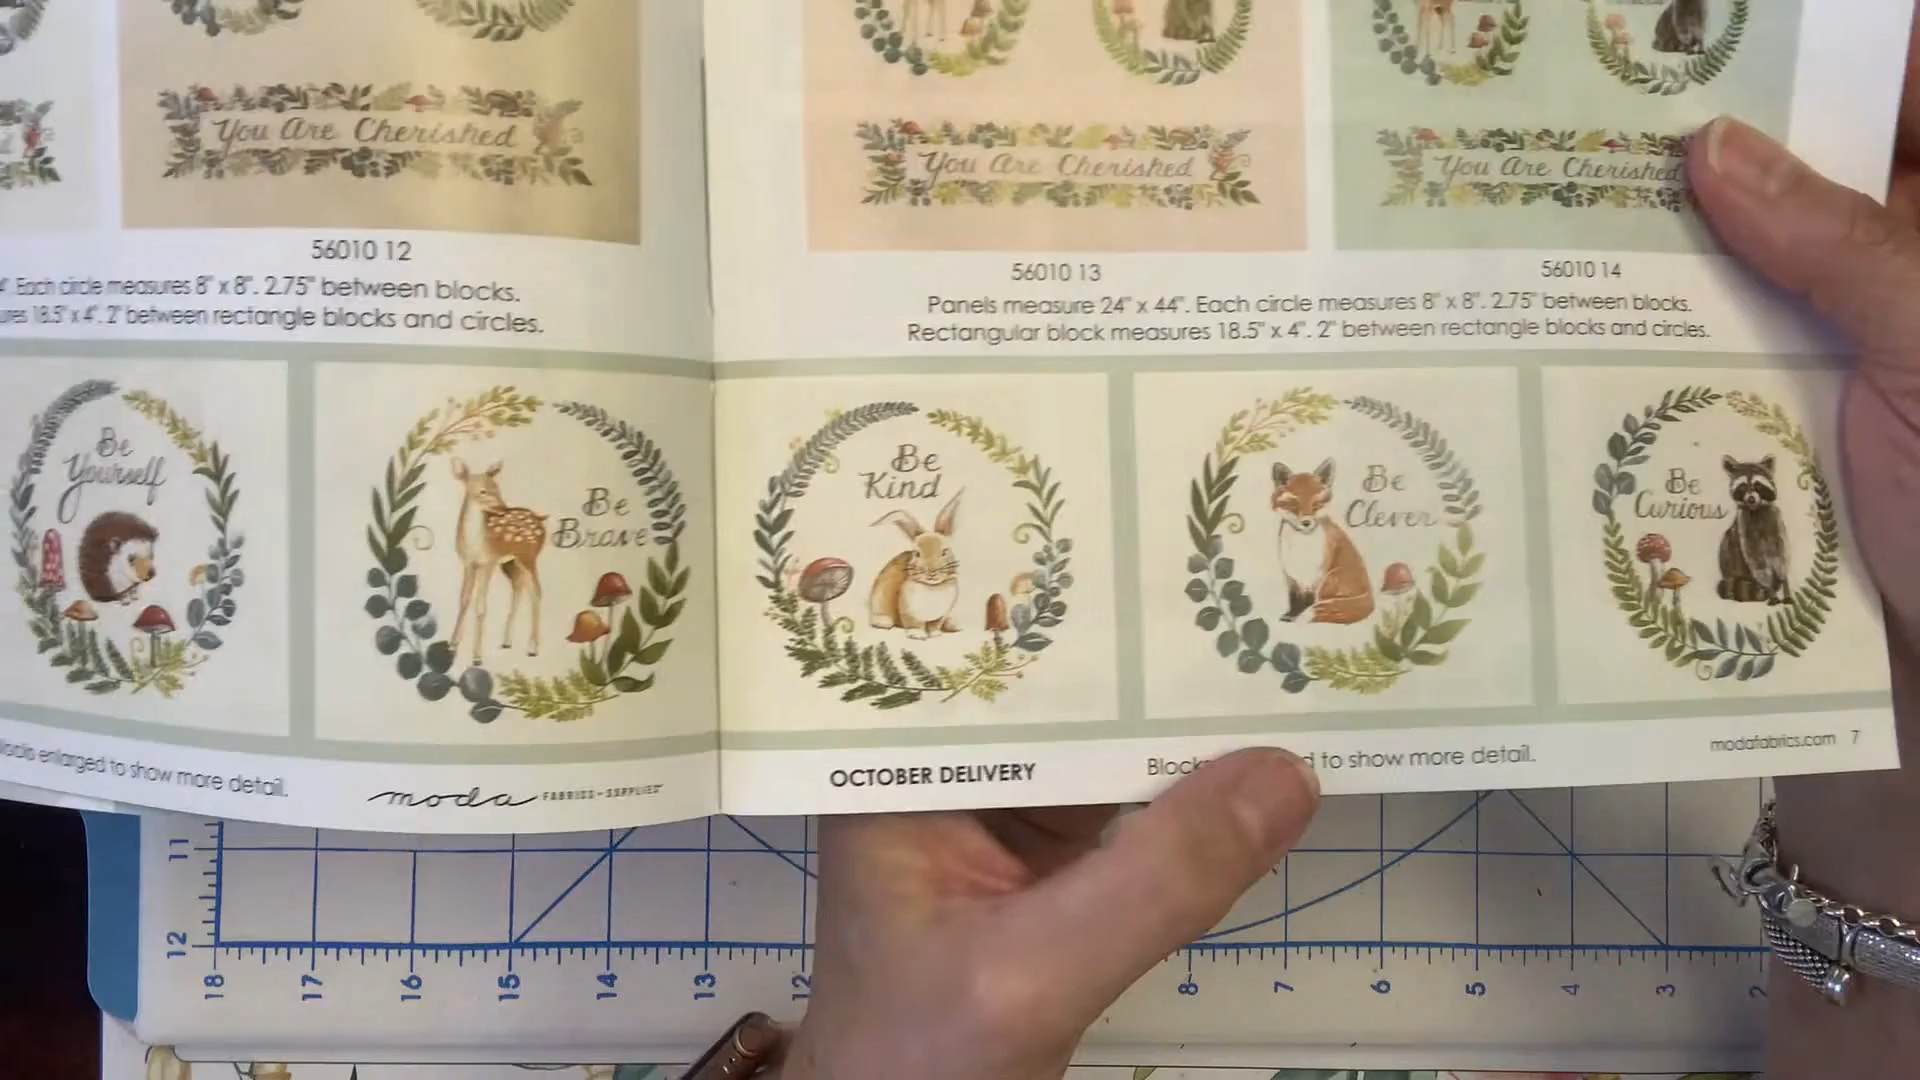 You Are Cherished
56010 12
Each circle measures 8" x 8". 2.75" between blocks.
18.5" x 4". 2" between rectangle blocks and circles.
You Are Cherished
You Are Cherished
56010 13
56010 14
Panels measure 24" x 44". Each circle measures 8" x 8". 2.75" between blocks.
Rectangular block measures 18.5" x 4". 2" between rectangle blocks and circles.
Be
Yourself
Be
Brave
Be
Kind
Be
Clever
Be
Curious
enlarged to show more detail.
moda FABRICS + SUPPLIES
OCTOBER DELIVERY
to show more detail.
modafabrics.com 7
11
12
18
17
16
15
14
13
12
8
7
6
5
4
3
2